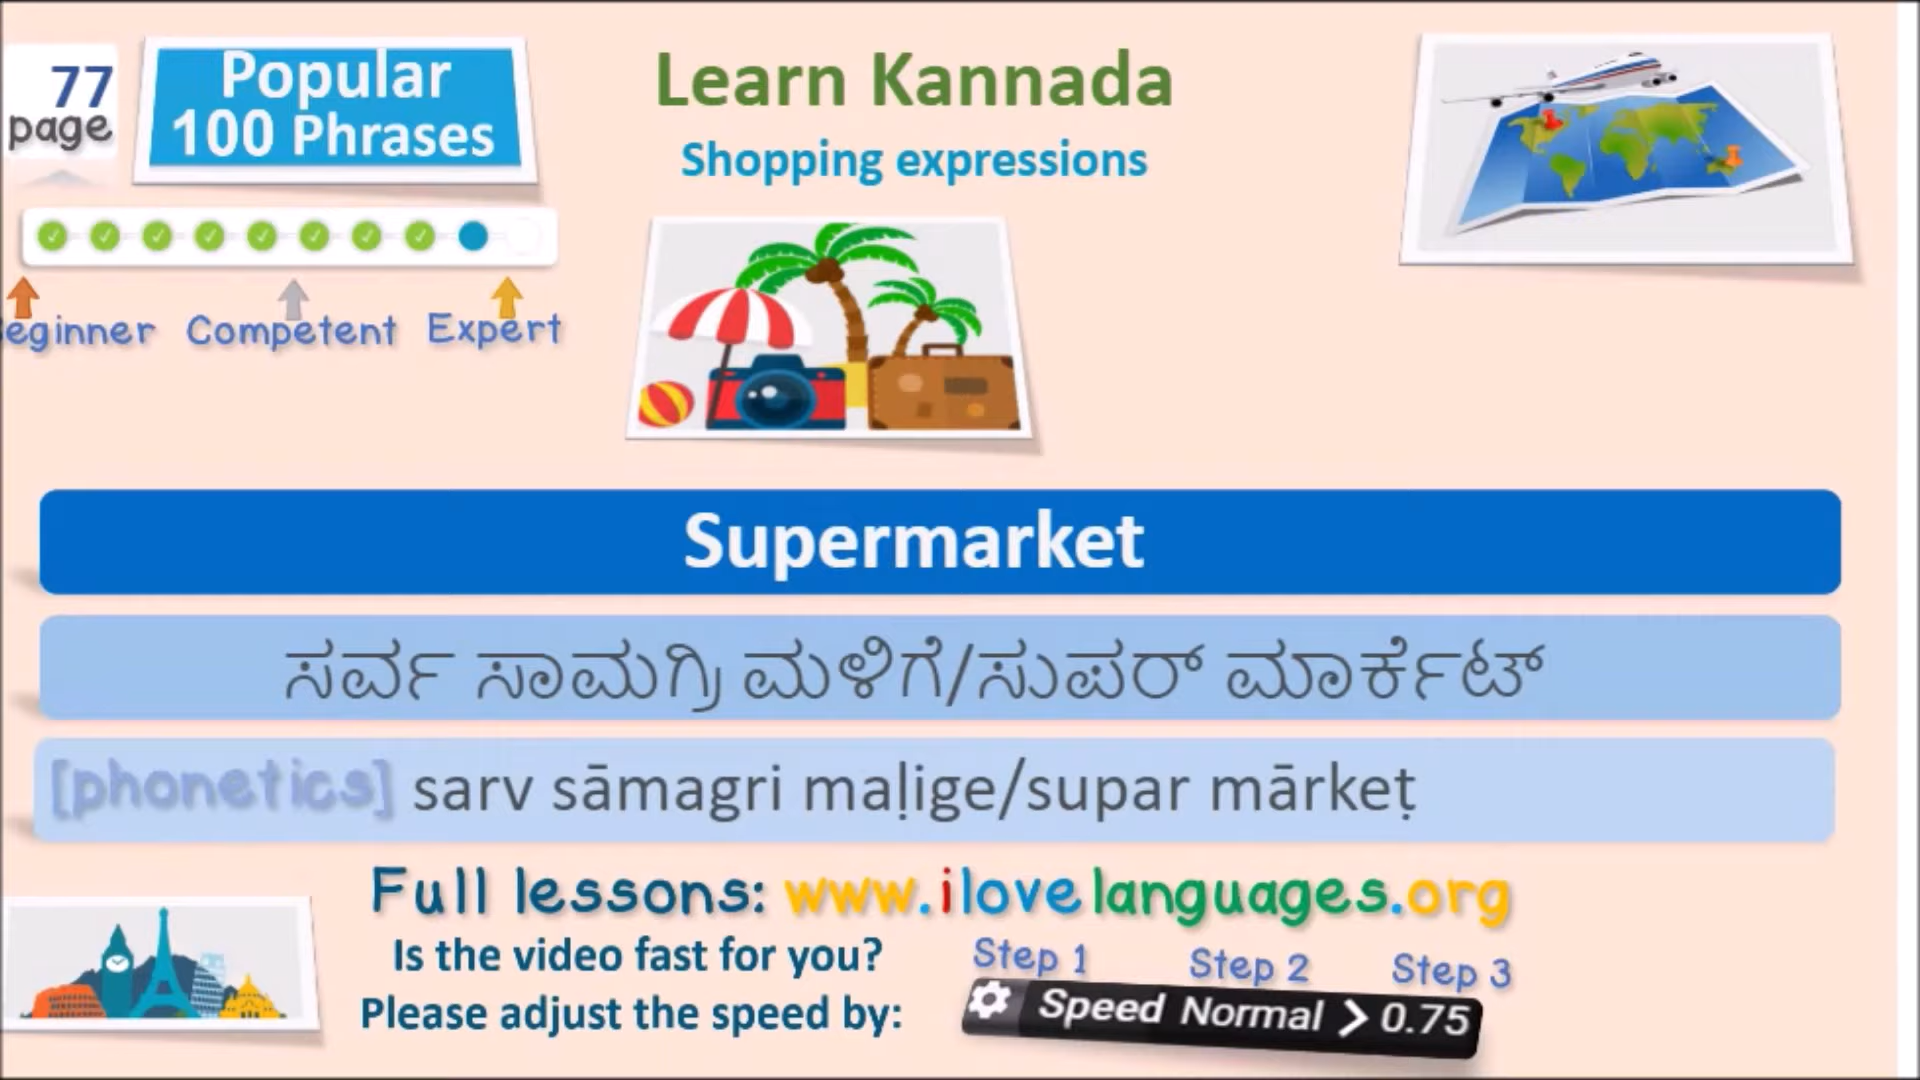 77
page
Popular
100 Phrases
Learn Kannada
Shopping expressions
eginner Competent Expert
Supermarket
ಸರ್ವ ಸಾಮಗ್ರಿ ಮಳಿಗೆ/ಸುಪರ್ ಮಾರ್ಕೆಟ್
[phonetics] sarv sāmagri maḷige/supar mārkeṭ
Full lessons: www.ilovelanguages.org
Is the video fast for you?
Please adjust the speed by:
Step 1 Step 2 Step 3
Speed Normal > 0.75